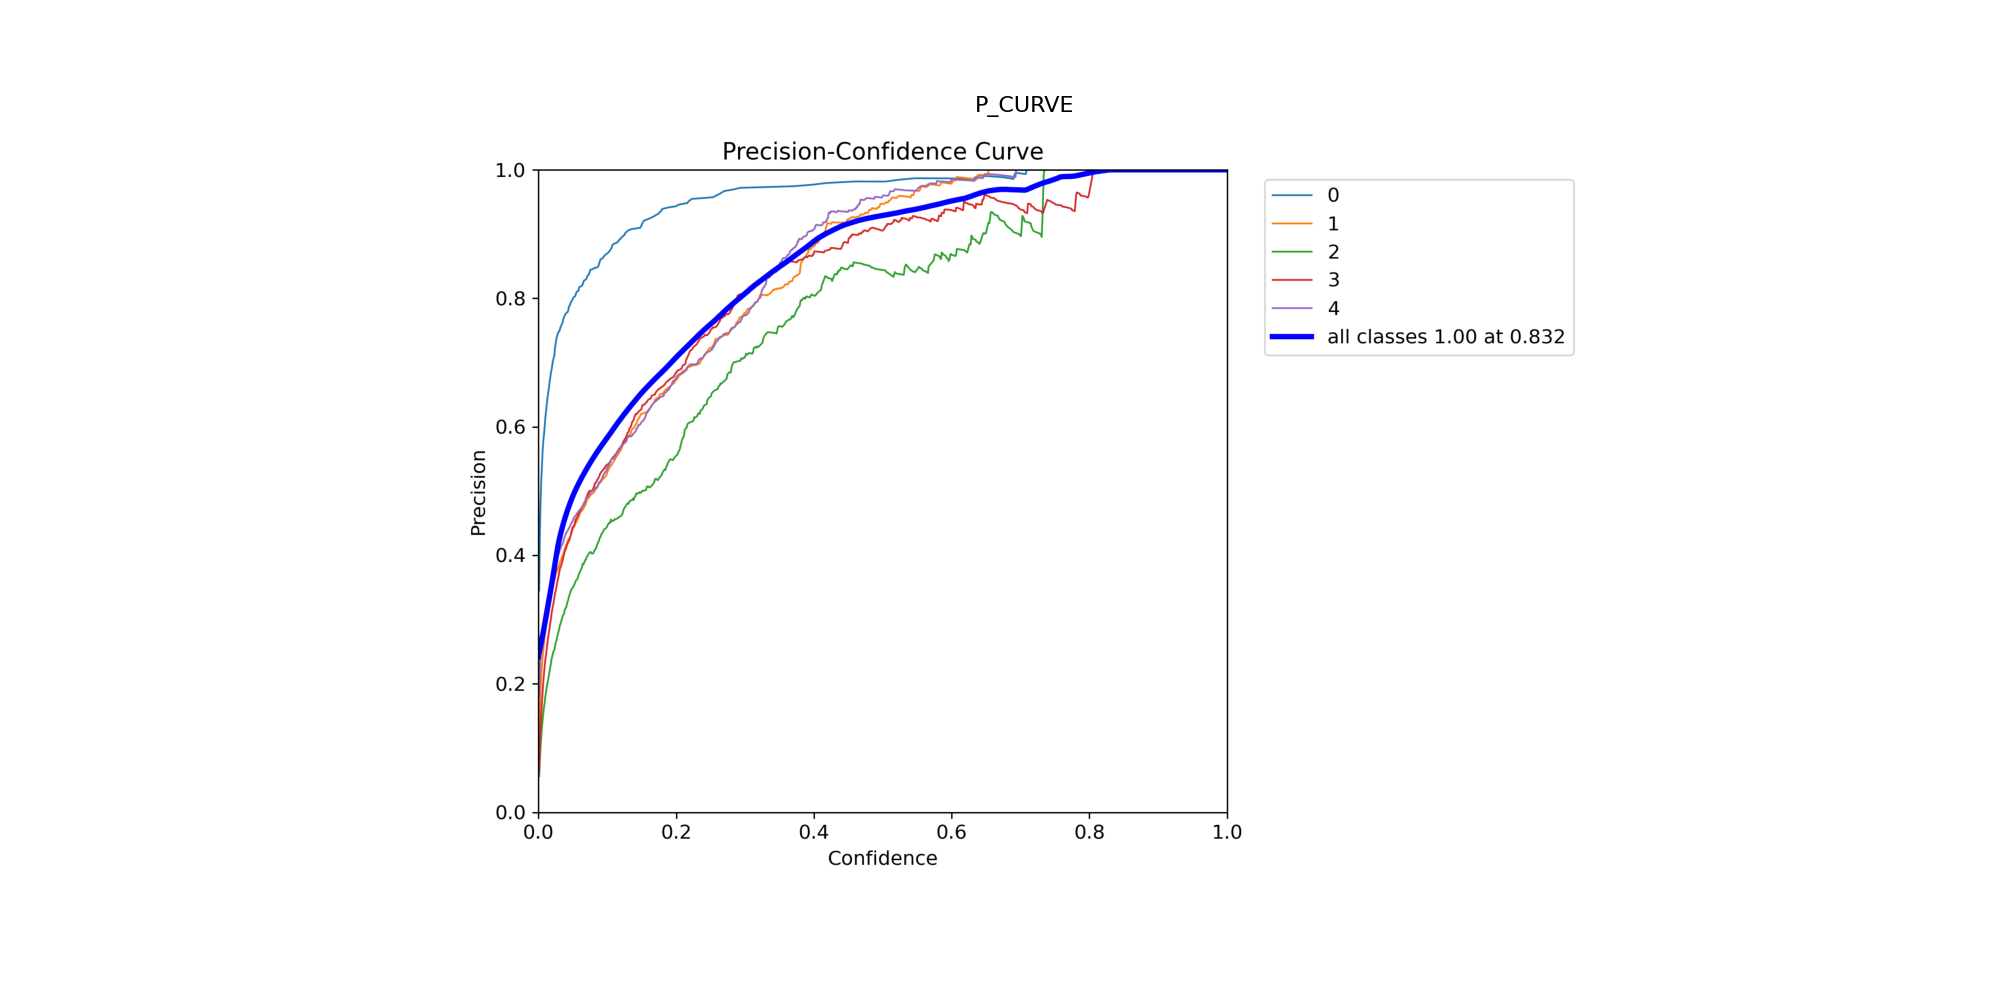 P_CURVE
Precision-Confidence Curve
1.0
0.8
0.6
0.4
0.2
0.0
Precision
0.0 0.2 0.4 0.6 0.8 1.0
Confidence
0
1
2
3
4
all classes 1.00 at 0.832